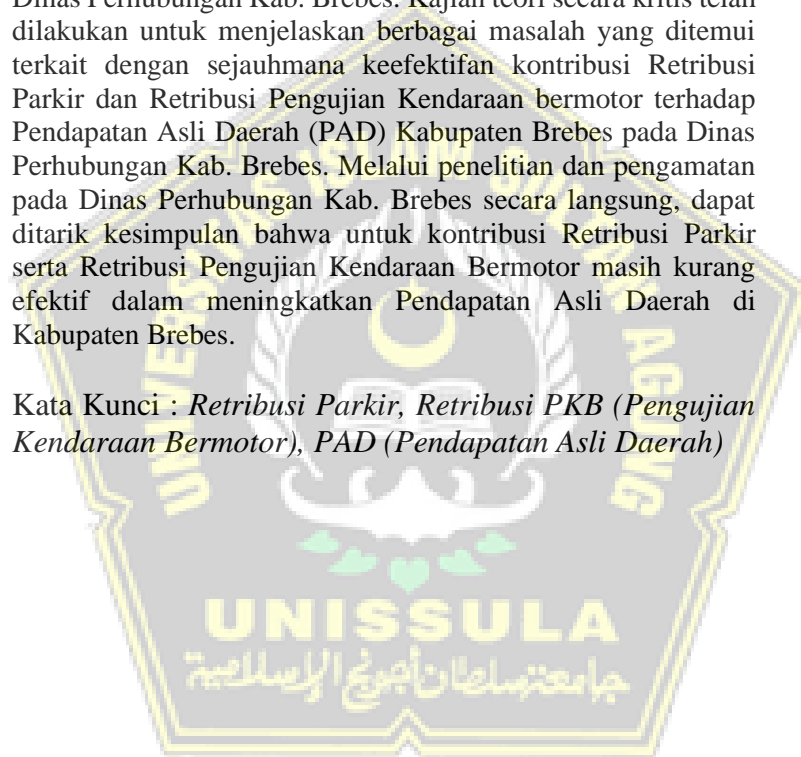 Dinas Perhubungan Kab. Brebes. Kajian teori secara kritis telah
dilakukan untuk menjelaskan berbagai masalah yang ditemui
terkait dengan sejauhmana keefektifan kontribusi Retribusi
Parkir dan Retribusi Pengujian Kendaraan bermotor terhadap
Pendapatan Asli Daerah (PAD) Kabupaten Brebes pada Dinas
Perhubungan Kab. Brebes. Melalui penelitian dan pengamatan
pada Dinas Perhubungan Kab. Brebes secara langsung, dapat
ditarik kesimpulan bahwa untuk kontribusi Retribusi Parkir
serta Retribusi Pengujian Kendaraan Bermotor masih kurang
efektif dalam meningkatkan Pendapatan Asli Daerah di
Kabupaten Brebes.
Kata Kunci : Retribusi Parkir, Retribusi PKB (Pengujian
Kendaraan Bermotor), PAD (Pendapatan Asli Daerah)
UNIVERSITAS ISLAM SULTAN AGUNG
UNISSULA
جامعة سلطان أجونج الإسلامية